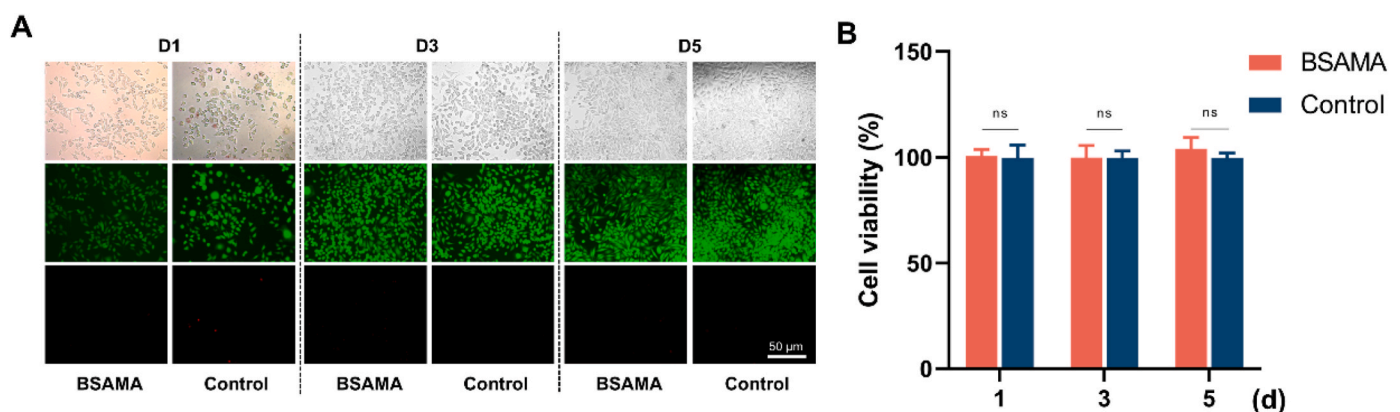 A
D1 D3 D5
50 µm
BSAMA Control BSAMA Control BSAMA Control
B
BSAMA
Control
Cell viability (%)
150
100
50
0
ns ns ns
1 3 5 (d)